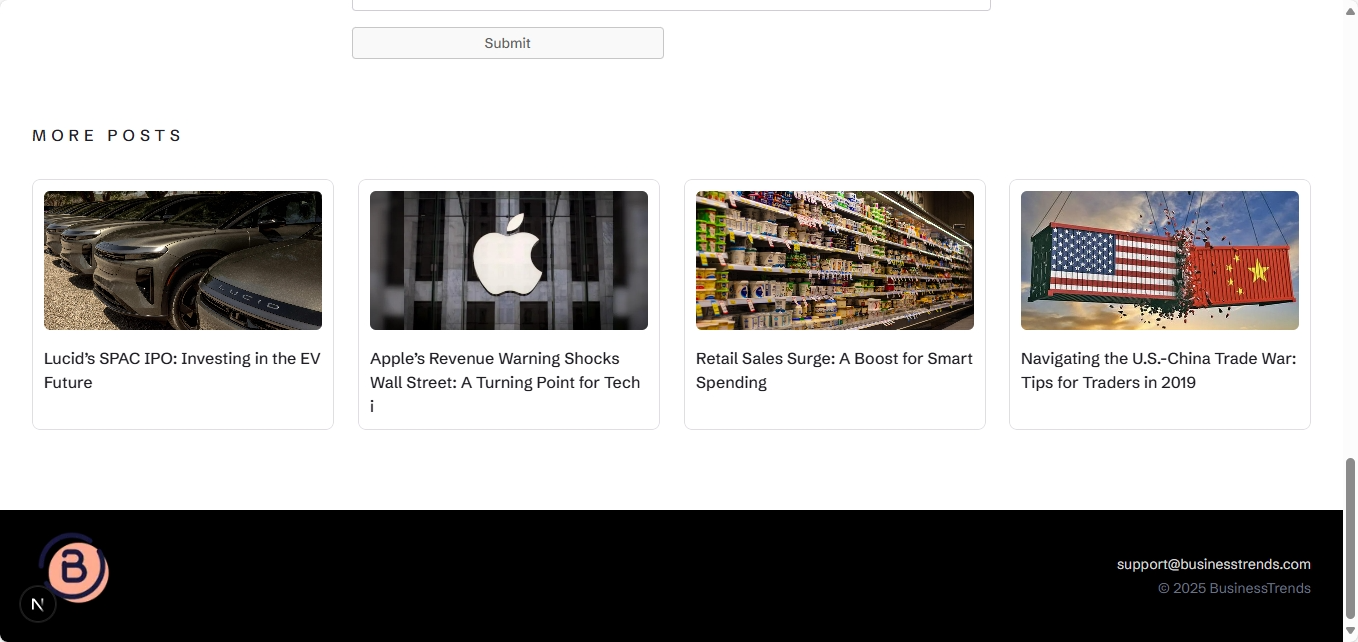 Submit
MORE POSTS
LUCID
Lucid’s SPAC IPO: Investing in the EV
Future
Apple’s Revenue Warning Shocks
Wall Street: A Turning Point for Tech
i
Retail Sales Surge: A Boost for Smart
Spending
Navigating the U.S.-China Trade War:
Tips for Traders in 2019
B
N
support@businesstrends.com
© 2025 BusinessTrends